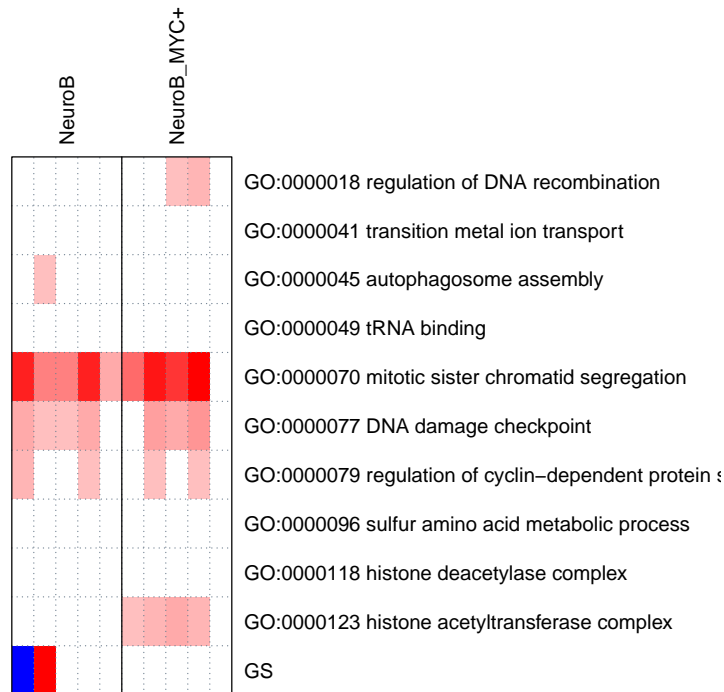 NeuroB
NeuroB_MYC+
GO:0000018 regulation of DNA recombination
GO:0000041 transition metal ion transport
GO:0000045 autophagosome assembly
GO:0000049 tRNA binding
GO:0000070 mitotic sister chromatid segregation
GO:0000077 DNA damage checkpoint
GO:0000079 regulation of cyclin−dependent protein s
GO:0000096 sulfur amino acid metabolic process
GO:0000118 histone deacetylase complex
GO:0000123 histone acetyltransferase complex
GS